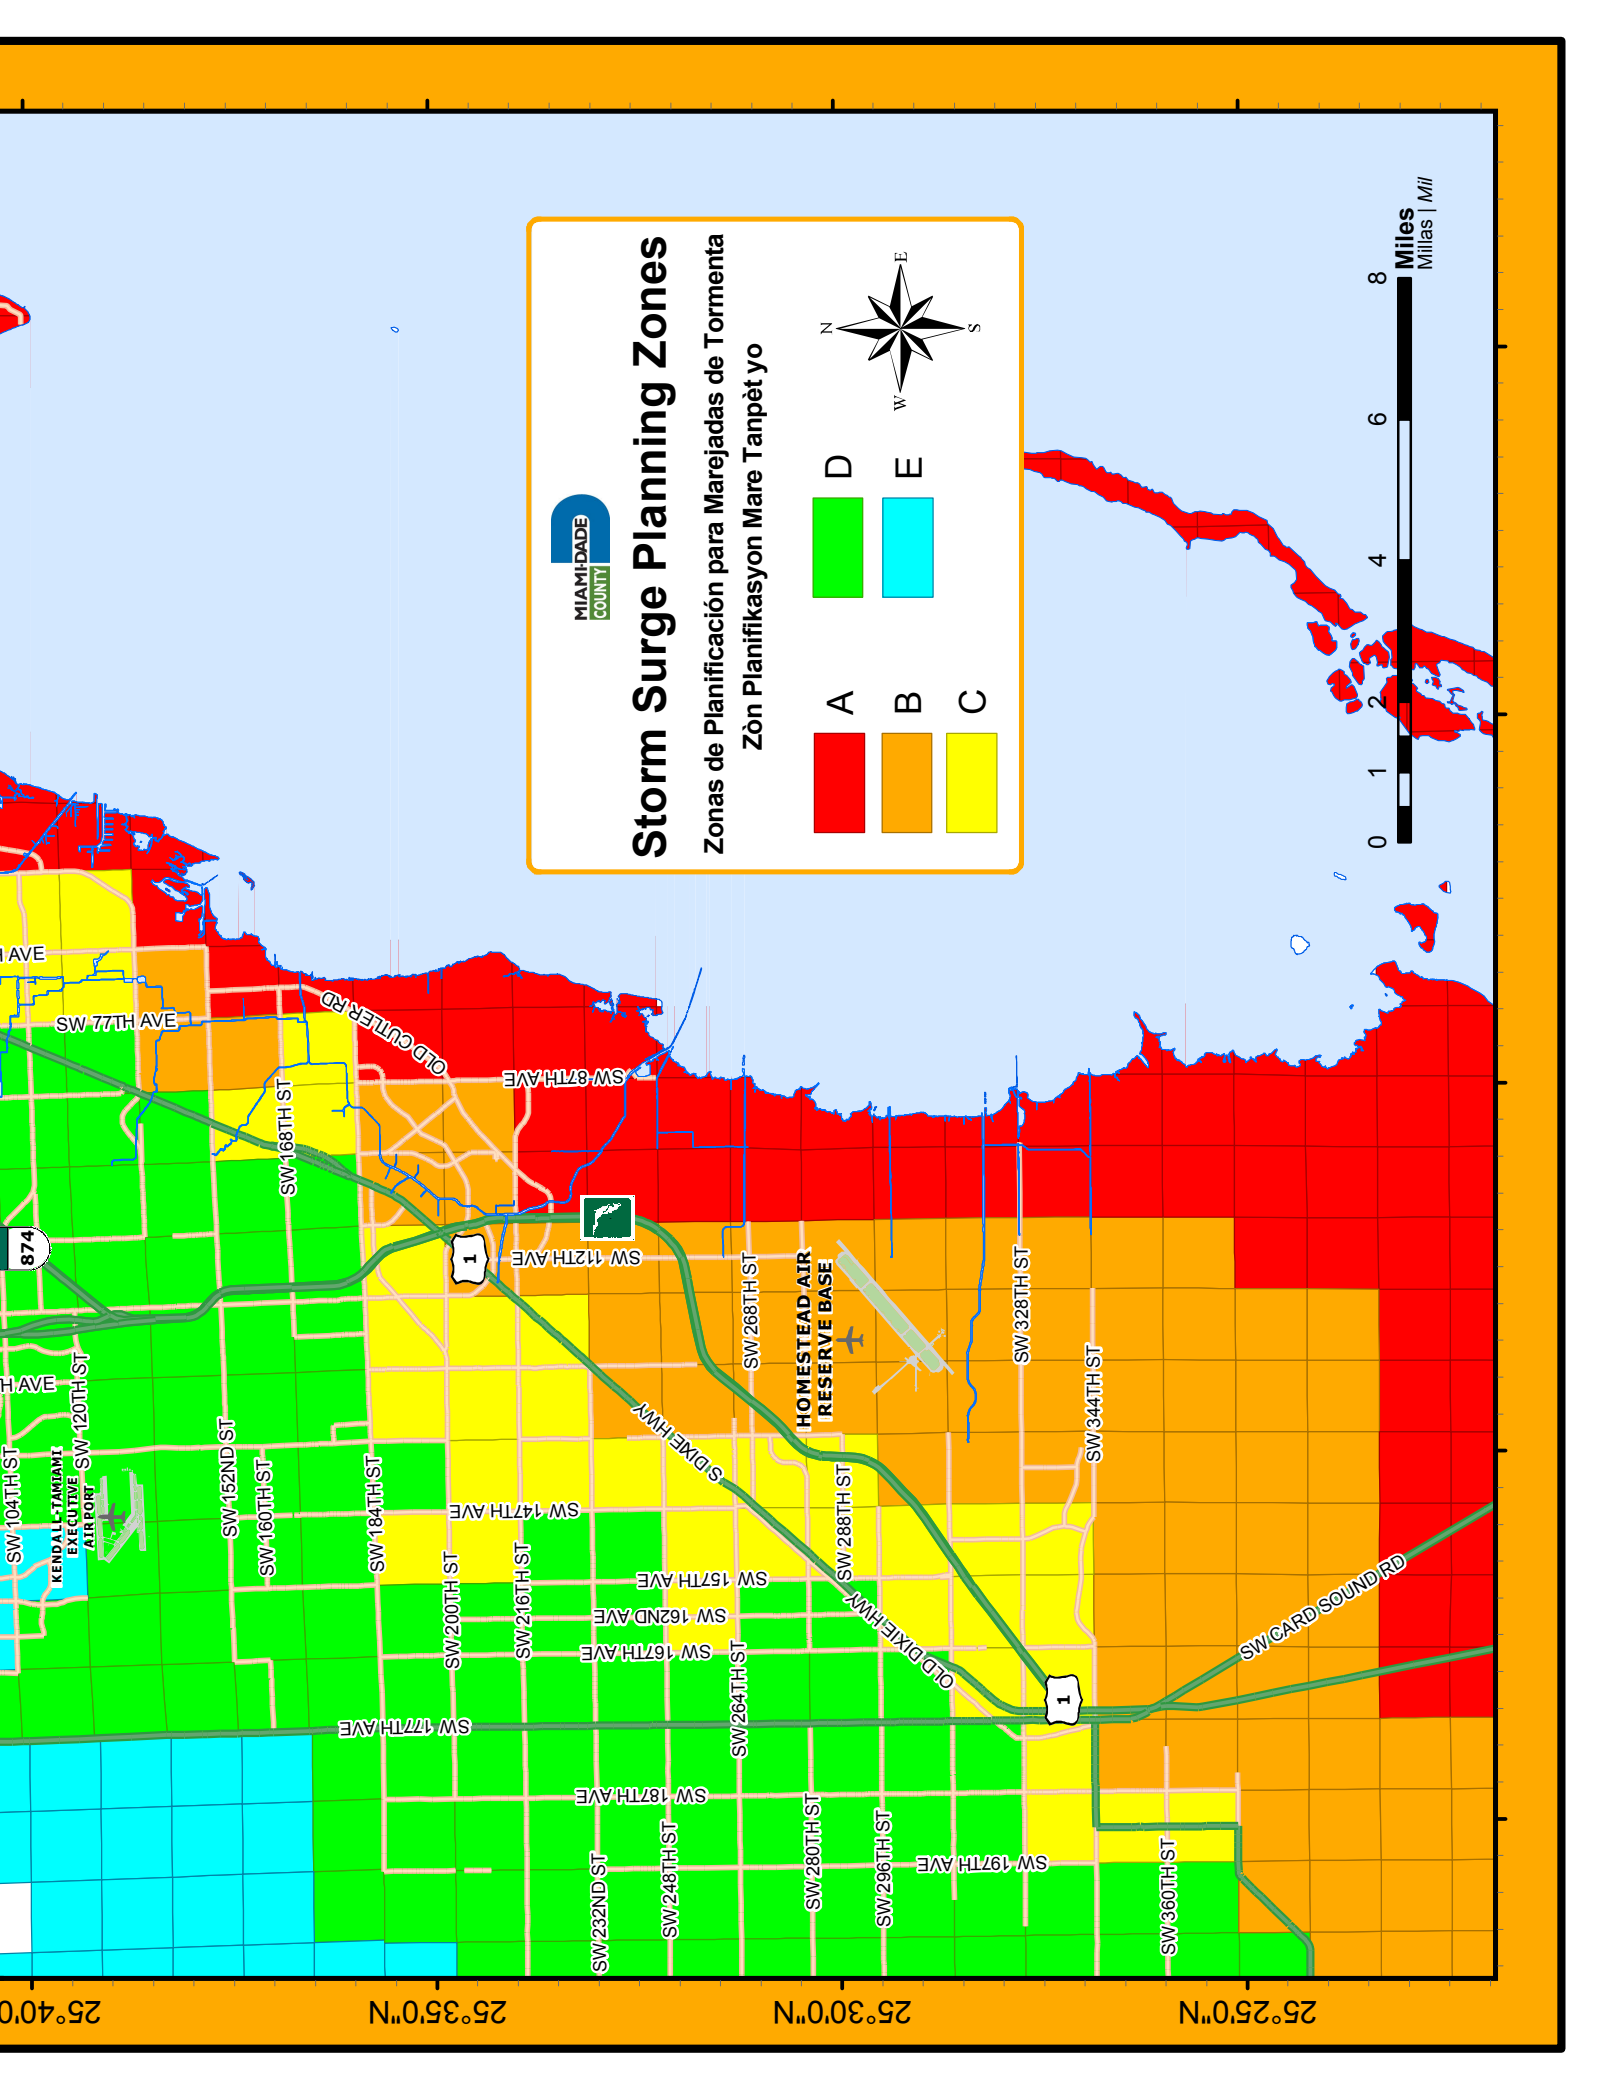 MIAMI-DADE
COUNTY
Storm Surge Planning Zones
Zonas de Planificación para Marejadas de Tormenta
Zòn Planifikasyon Mare Tanpèt yo
A
B
C
D
E
N
E
S
W
0
1
2
4
6
8
Miles
Millas | Mil
H AVE
SW 77TH AVE
OLD CUTLER RD
SW 87TH AVE
SW 168TH ST
874
1
SW 112TH AVE
SW 268TH ST
HOMESTEAD AIR
RESERVE BASE
SW 328TH ST
SW 344TH ST
H AVE
SW 120TH ST
SW 104TH ST
KENDALL-TAMIAMI
EXECUTIVE
AIRPORT
SW 152ND ST
SW 160TH ST
SW 184TH ST
S DIXIE HWY
SW 147TH AVE
SW 288TH ST
SW 200TH ST
SW 216TH ST
SW 157TH AVE
SW 162ND AVE
SW 167TH AVE
SW 264TH ST
OLD DIXIE HWY
SW CARD SOUND RD
1
SW 177TH AVE
SW 187TH AVE
SW 197TH AVE
SW 232ND ST
SW 248TH ST
SW 280TH ST
SW 296TH ST
SW 360TH ST
25°40'0
25°35'0"N
25°30'0"N
25°25'0"N